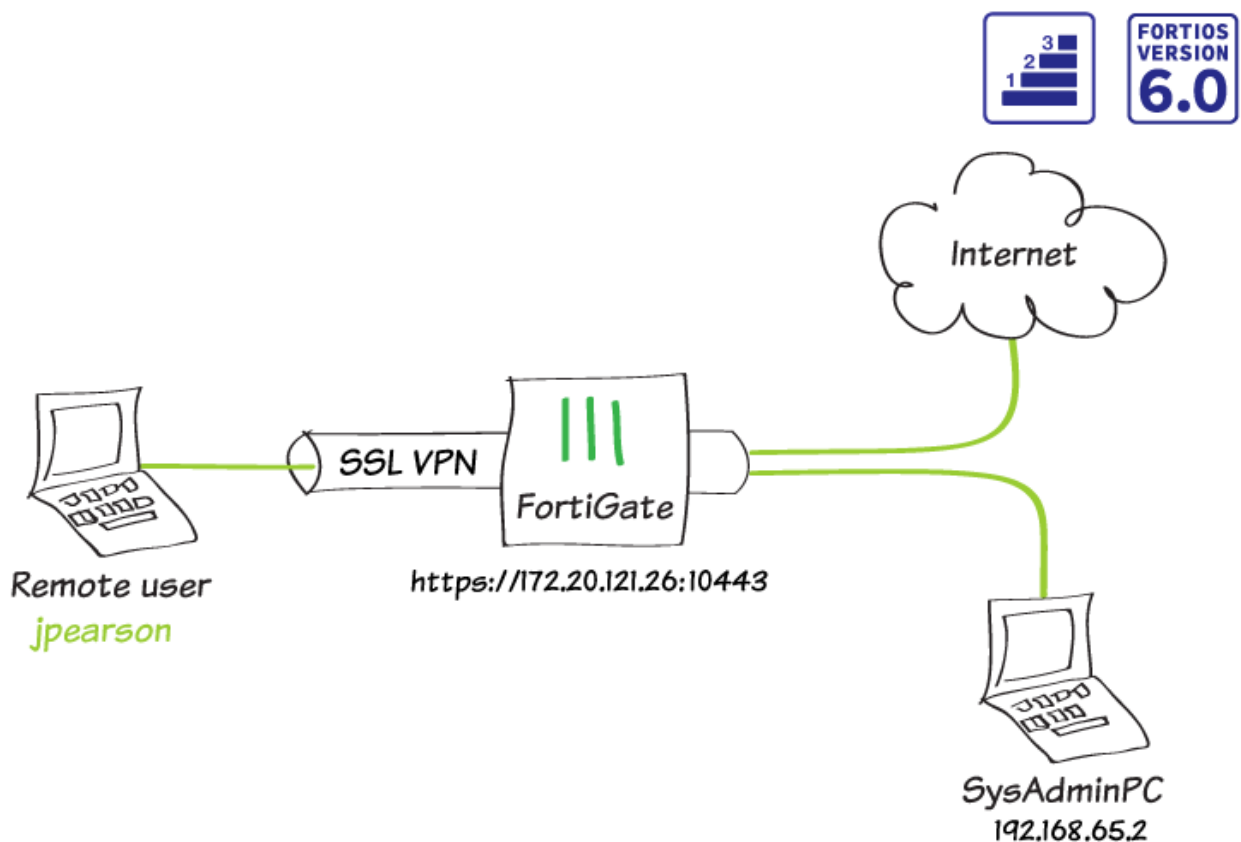 3
2
1
FORTIOS
VERSION
6.0
Internet
SSL VPN
FortiGate
https://172.20.121.26:10443
Remote user
jpearson
SysAdminPC
192.168.65.2